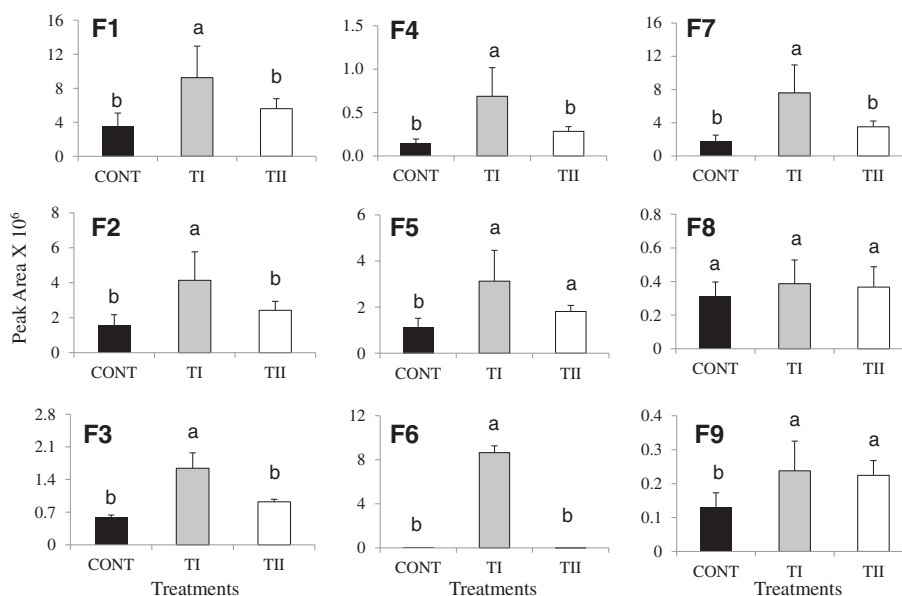 F1
16
12
8
4
0
b
a
b
CONT
TI
TII
F4
1.5
1.0
0.5
0.0
b
a
b
CONT
TI
TII
F7
16
12
8
4
0
b
a
b
CONT
TI
TII
Peak Area X 10⁶
F2
8
6
4
2
0
b
a
b
CONT
TI
TII
F5
6
4
2
0
b
a
a
CONT
TI
TII
F8
0.8
0.6
0.4
0.2
0
a
a
a
CONT
TI
TII
F3
2.8
2.1
1.4
0.7
0
b
a
b
CONT
TI
TII
Treatments
F6
12
8
4
0
b
a
b
CONT
TI
TII
Treatments
F9
0.4
0.3
0.2
0.1
0
b
a
a
CONT
TI
TII
Treatments